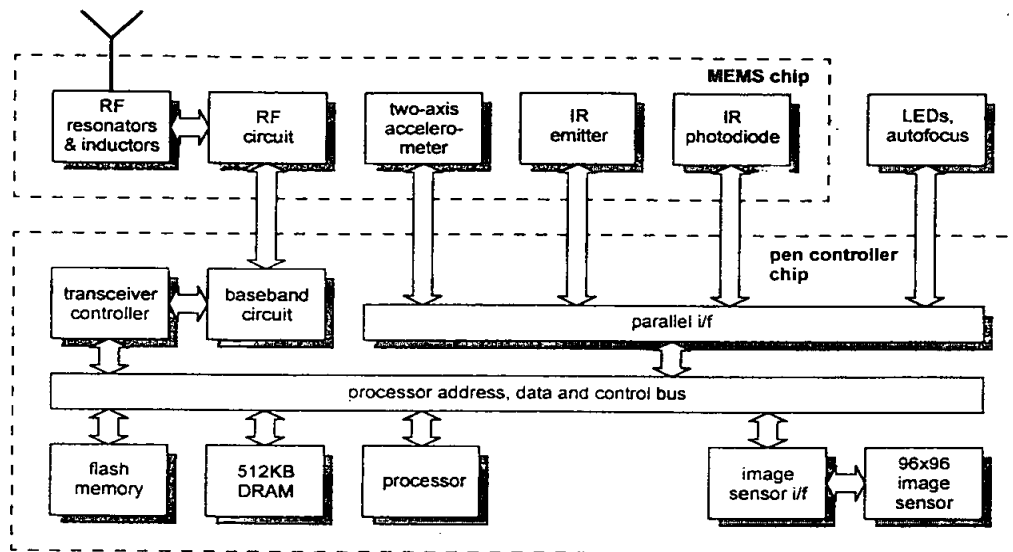 MEMS chip
RF
resonators
& inductors
RF
circuit
two-axis
accelero-
meter
IR
emitter
IR
photodiode
LEDs,
autofocus
pen controller
chip
transceiver
controller
baseband
circuit
parallel i/f
processor address, data and control bus
flash
memory
512KB
DRAM
processor
image
sensor i/f
96x96
image
sensor